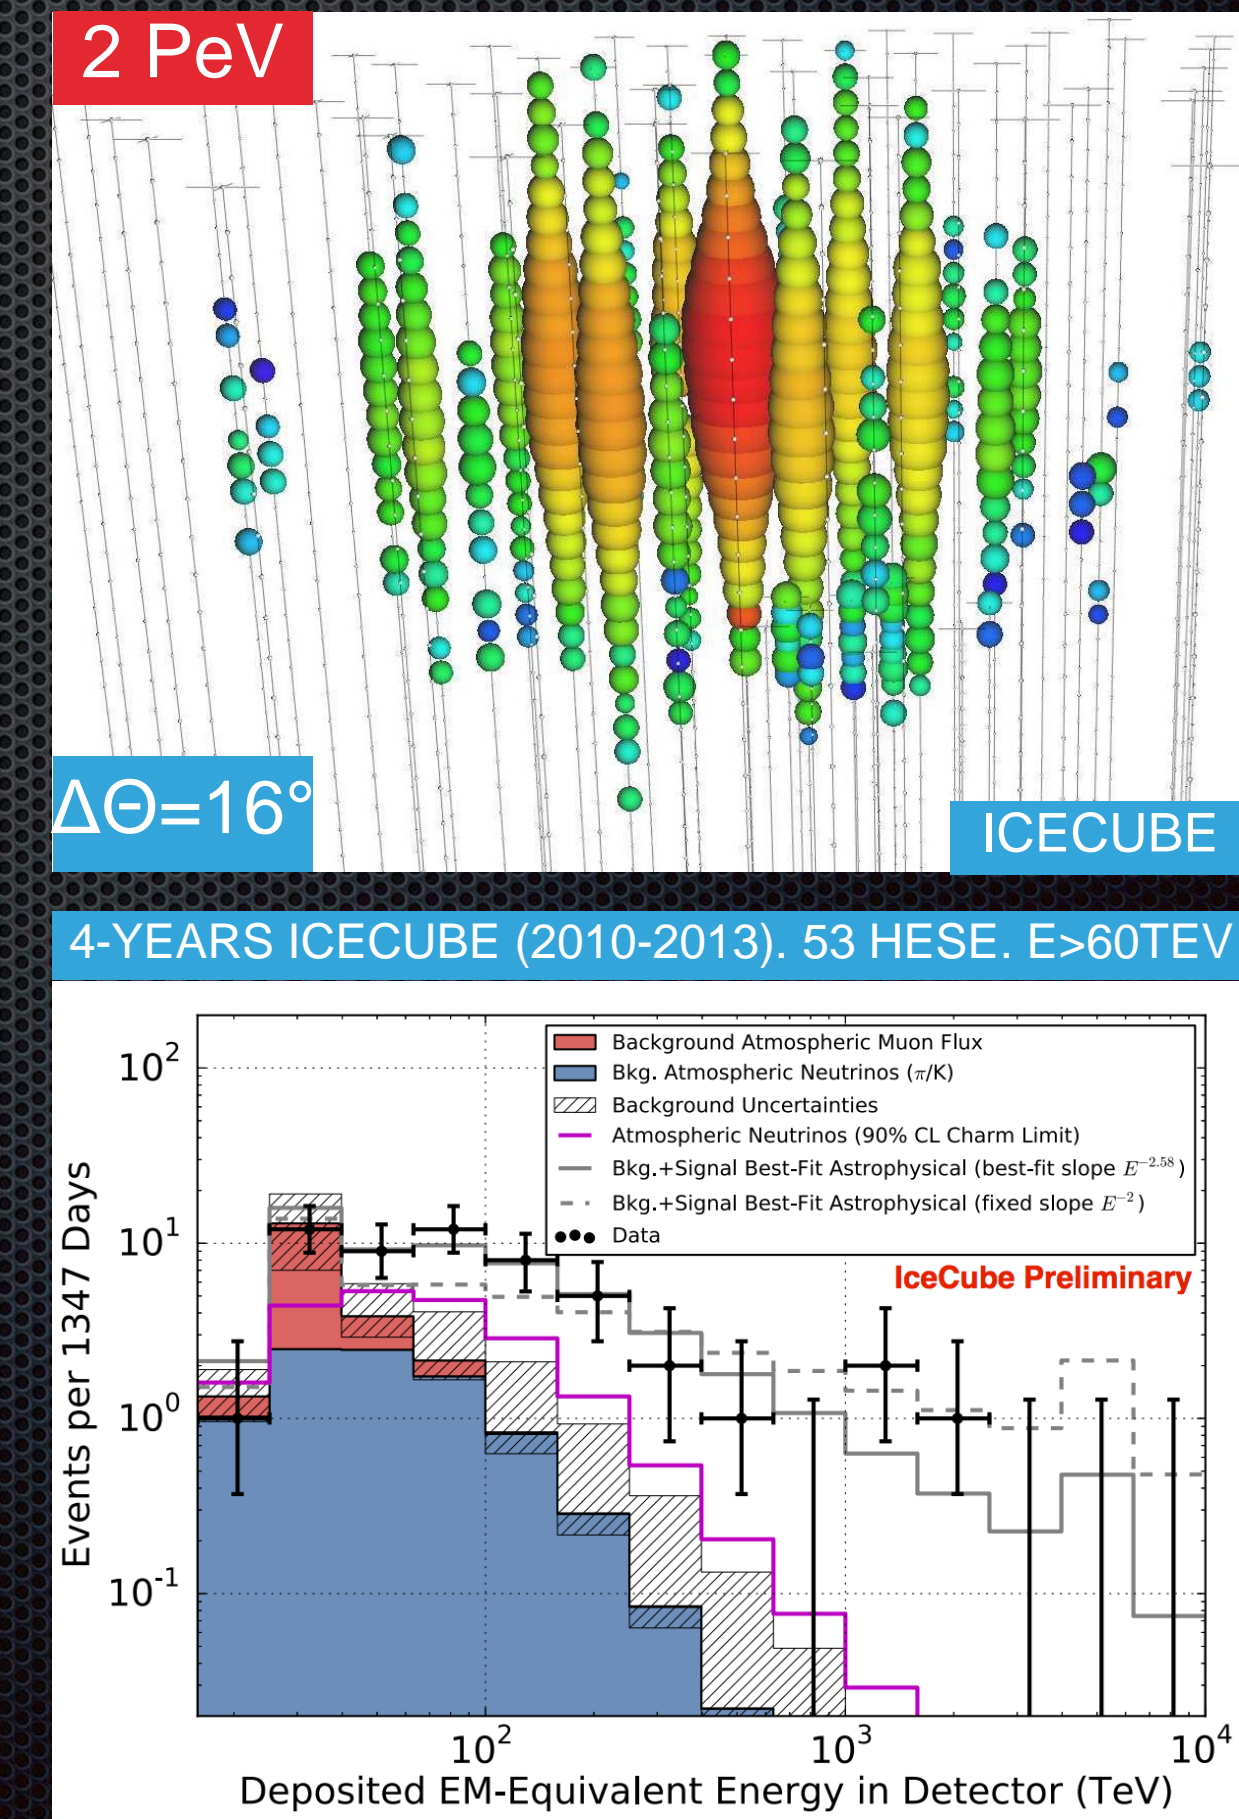 2 PeV
ΔΘ=16°
ICECUBE
4-YEARS ICECUBE (2010-2013). 53 HESE. E>60TEV
Background Atmospheric Muon Flux
Bkg. Atmospheric Neutrinos (π/K)
Background Uncertainties
Atmospheric Neutrinos (90% CL Charm Limit)
Bkg.+Signal Best-Fit Astrophysical (best-fit slope E^-2.58)
Bkg.+Signal Best-Fit Astrophysical (fixed slope E^-2)
Data
IceCube Preliminary
Events per 1347 Days
10^2
10^1
10^0
10^-1
10^2 10^3 10^4
Deposited EM-Equivalent Energy in Detector (TeV)